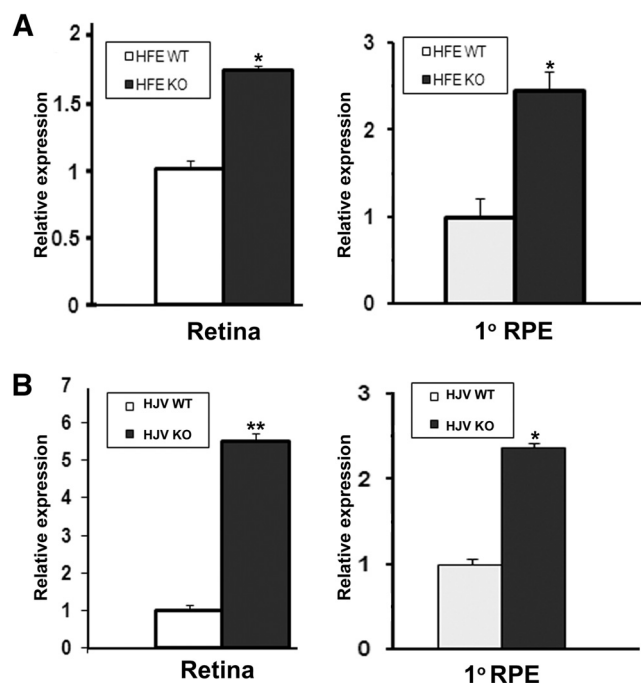 A
HFE WT
HFE KO
*
Relative expression
2
1.5
1
0.5
0
Retina
HFE WT
HFE KO
*
Relative expression
3
2
1
0
1º RPE
B
HJV WT
HJV KO
**
Relative expression
7
6
5
4
3
2
1
0
Retina
HJV WT
HJV KO
*
Relative expression
3
2
1
0
1º RPE